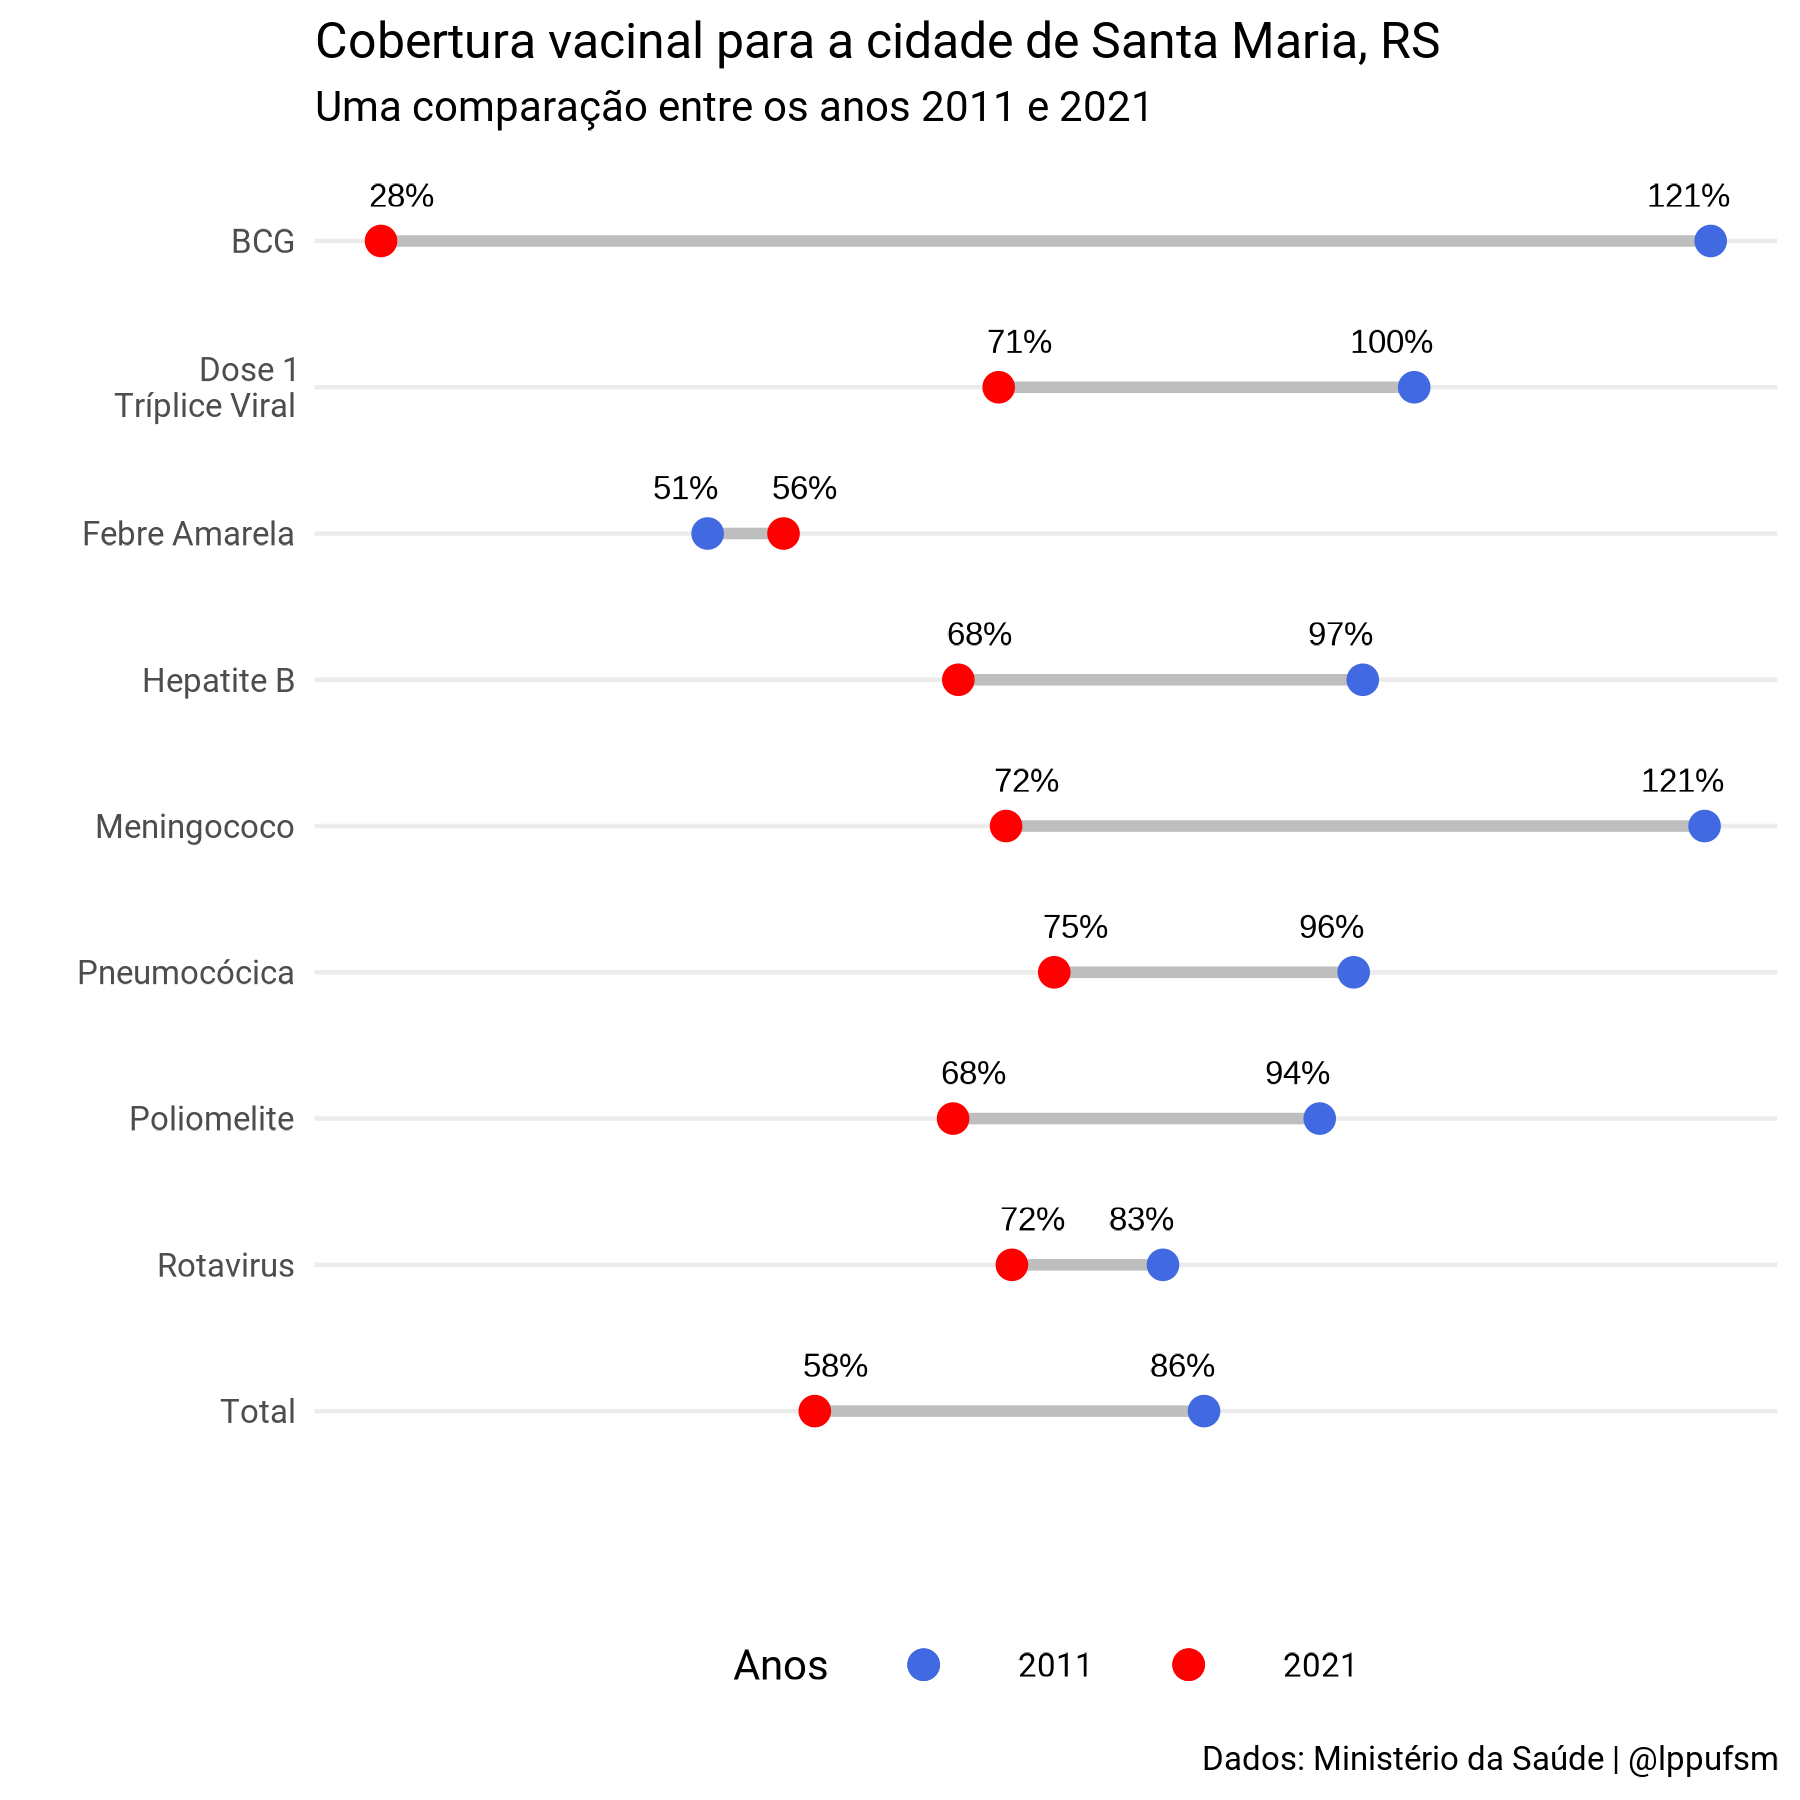 Cobertura vacinal para a cidade de Santa Maria, RS
Uma comparação entre os anos 2011 e 2021
28%
121%
BCG
71%
100%
Dose 1
Tríplice Viral
51%
56%
Febre Amarela
68%
97%
Hepatite B
72%
121%
Meningococo
75%
96%
Pneumocócica
68%
94%
Poliomelite
72%
83%
Rotavirus
58%
86%
Total
Anos
2011
2021
Dados: Ministério da Saúde | @lppufsm